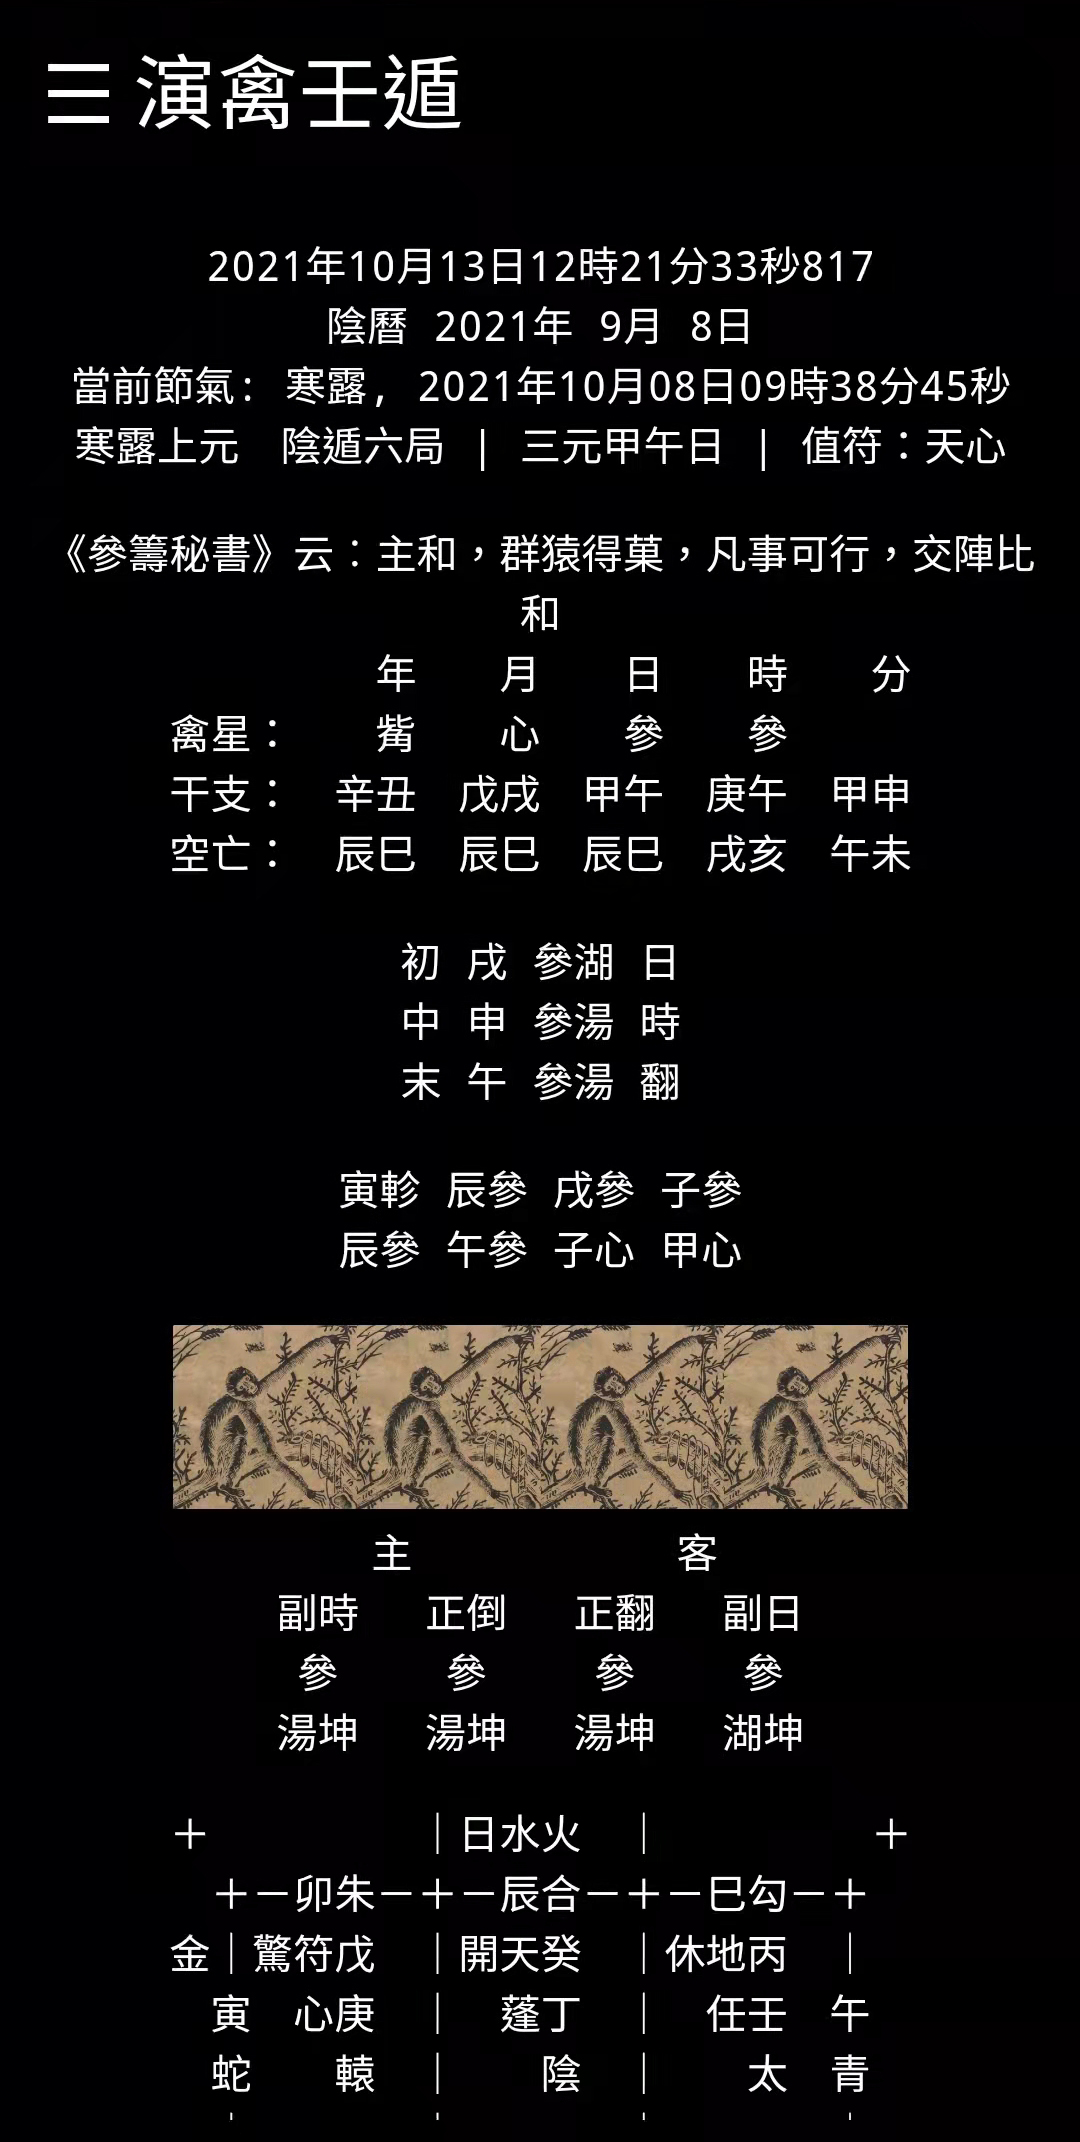 ☰ 演禽壬遁
2021年10月13日12時21分33秒817
陰曆 2021年 9月 8日
當前節氣: 寒露, 2021年10月08日09時38分45秒
寒露上元 陰遁六局 | 三元甲午日 | 值符：天心
《參籌秘書》云：主和，群猿得菓，凡事可行，交陣比
和
年 月 日 時 分
禽星： 觜 心 參 參
干支： 辛丑 戊戌 甲午 庚午 甲申
空亡： 辰巳 辰巳 辰巳 戌亥 午未
初 戌 參湖 日
中 申 參湯 時
末 午 參湯 翻
寅軫 辰參 戌參 子參
辰參 午參 子心 甲心
主 客
副時 正倒 正翻 副日
參 參 參 參
湯坤 湯坤 湯坤 湖坤
＋ ｜日水火 ｜ ＋
＋－卯朱－＋－辰合－＋－巳勾－＋
金｜驚符戊 ｜開天癸 ｜休地丙 ｜
寅 心庚 ｜ 蓬丁 ｜ 任壬 午
蛇 轅 ｜ 陰 ｜ 太 青